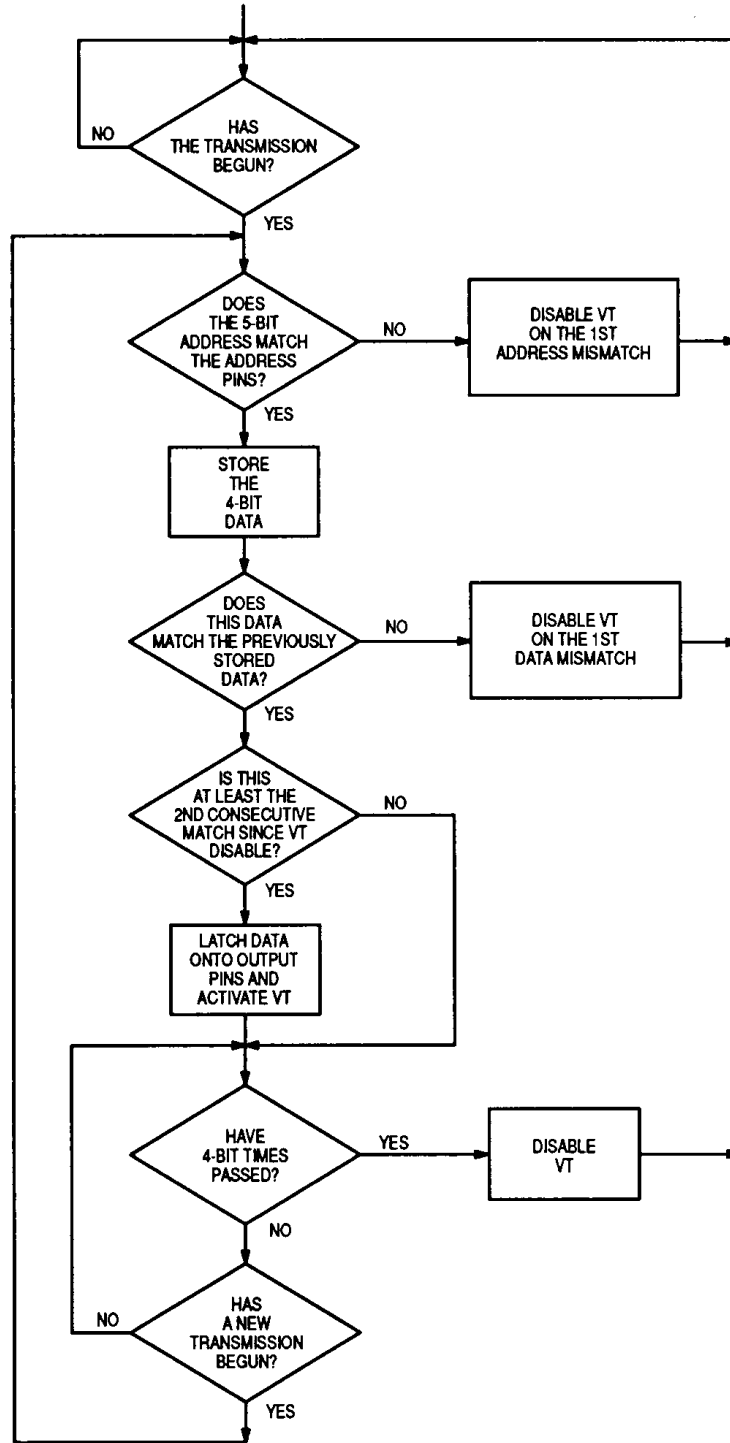 HAS
THE TRANSMISSION
BEGUN?
NO
YES
DOES
THE 5-BIT
ADDRESS MATCH
THE ADDRESS
PINS?
NO
DISABLE VT
ON THE 1ST
ADDRESS MISMATCH
YES
STORE
THE
4-BIT
DATA
DOES
THIS DATA
MATCH THE PREVIOUSLY
STORED
DATA?
NO
DISABLE VT
ON THE 1ST
DATA MISMATCH
YES
IS THIS
AT LEAST THE
2ND CONSECUTIVE
MATCH SINCE VT
DISABLE?
NO
YES
LATCH DATA
ONTO OUTPUT
PINS AND
ACTIVATE VT
HAVE
4-BIT TIMES
PASSED?
YES
DISABLE
VT
NO
HAS
A NEW
TRANSMISSION
BEGUN?
NO
YES